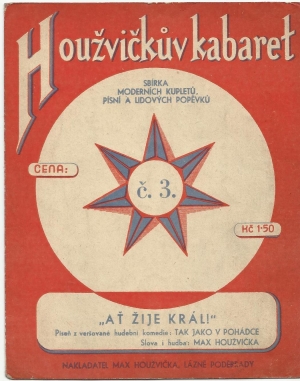 Houžvičkův kabaret
SBÍRKA
MODERNÍCH KUPLETŮ,
PÍSNÍ A LIDOVÝCH POPĚVKŮ
CENA:
č. 3.
Kč 1·50
„AŤ ŽIJE KRÁL!"
Píseň z veršované hudební komedie: TAK JAKO V POHÁDCE
Slova i hudba: MAX HOUŽVIČKA
NAKLADATEL MAX HOUŽVIČKA, LÁZNĚ PODĚBRADY